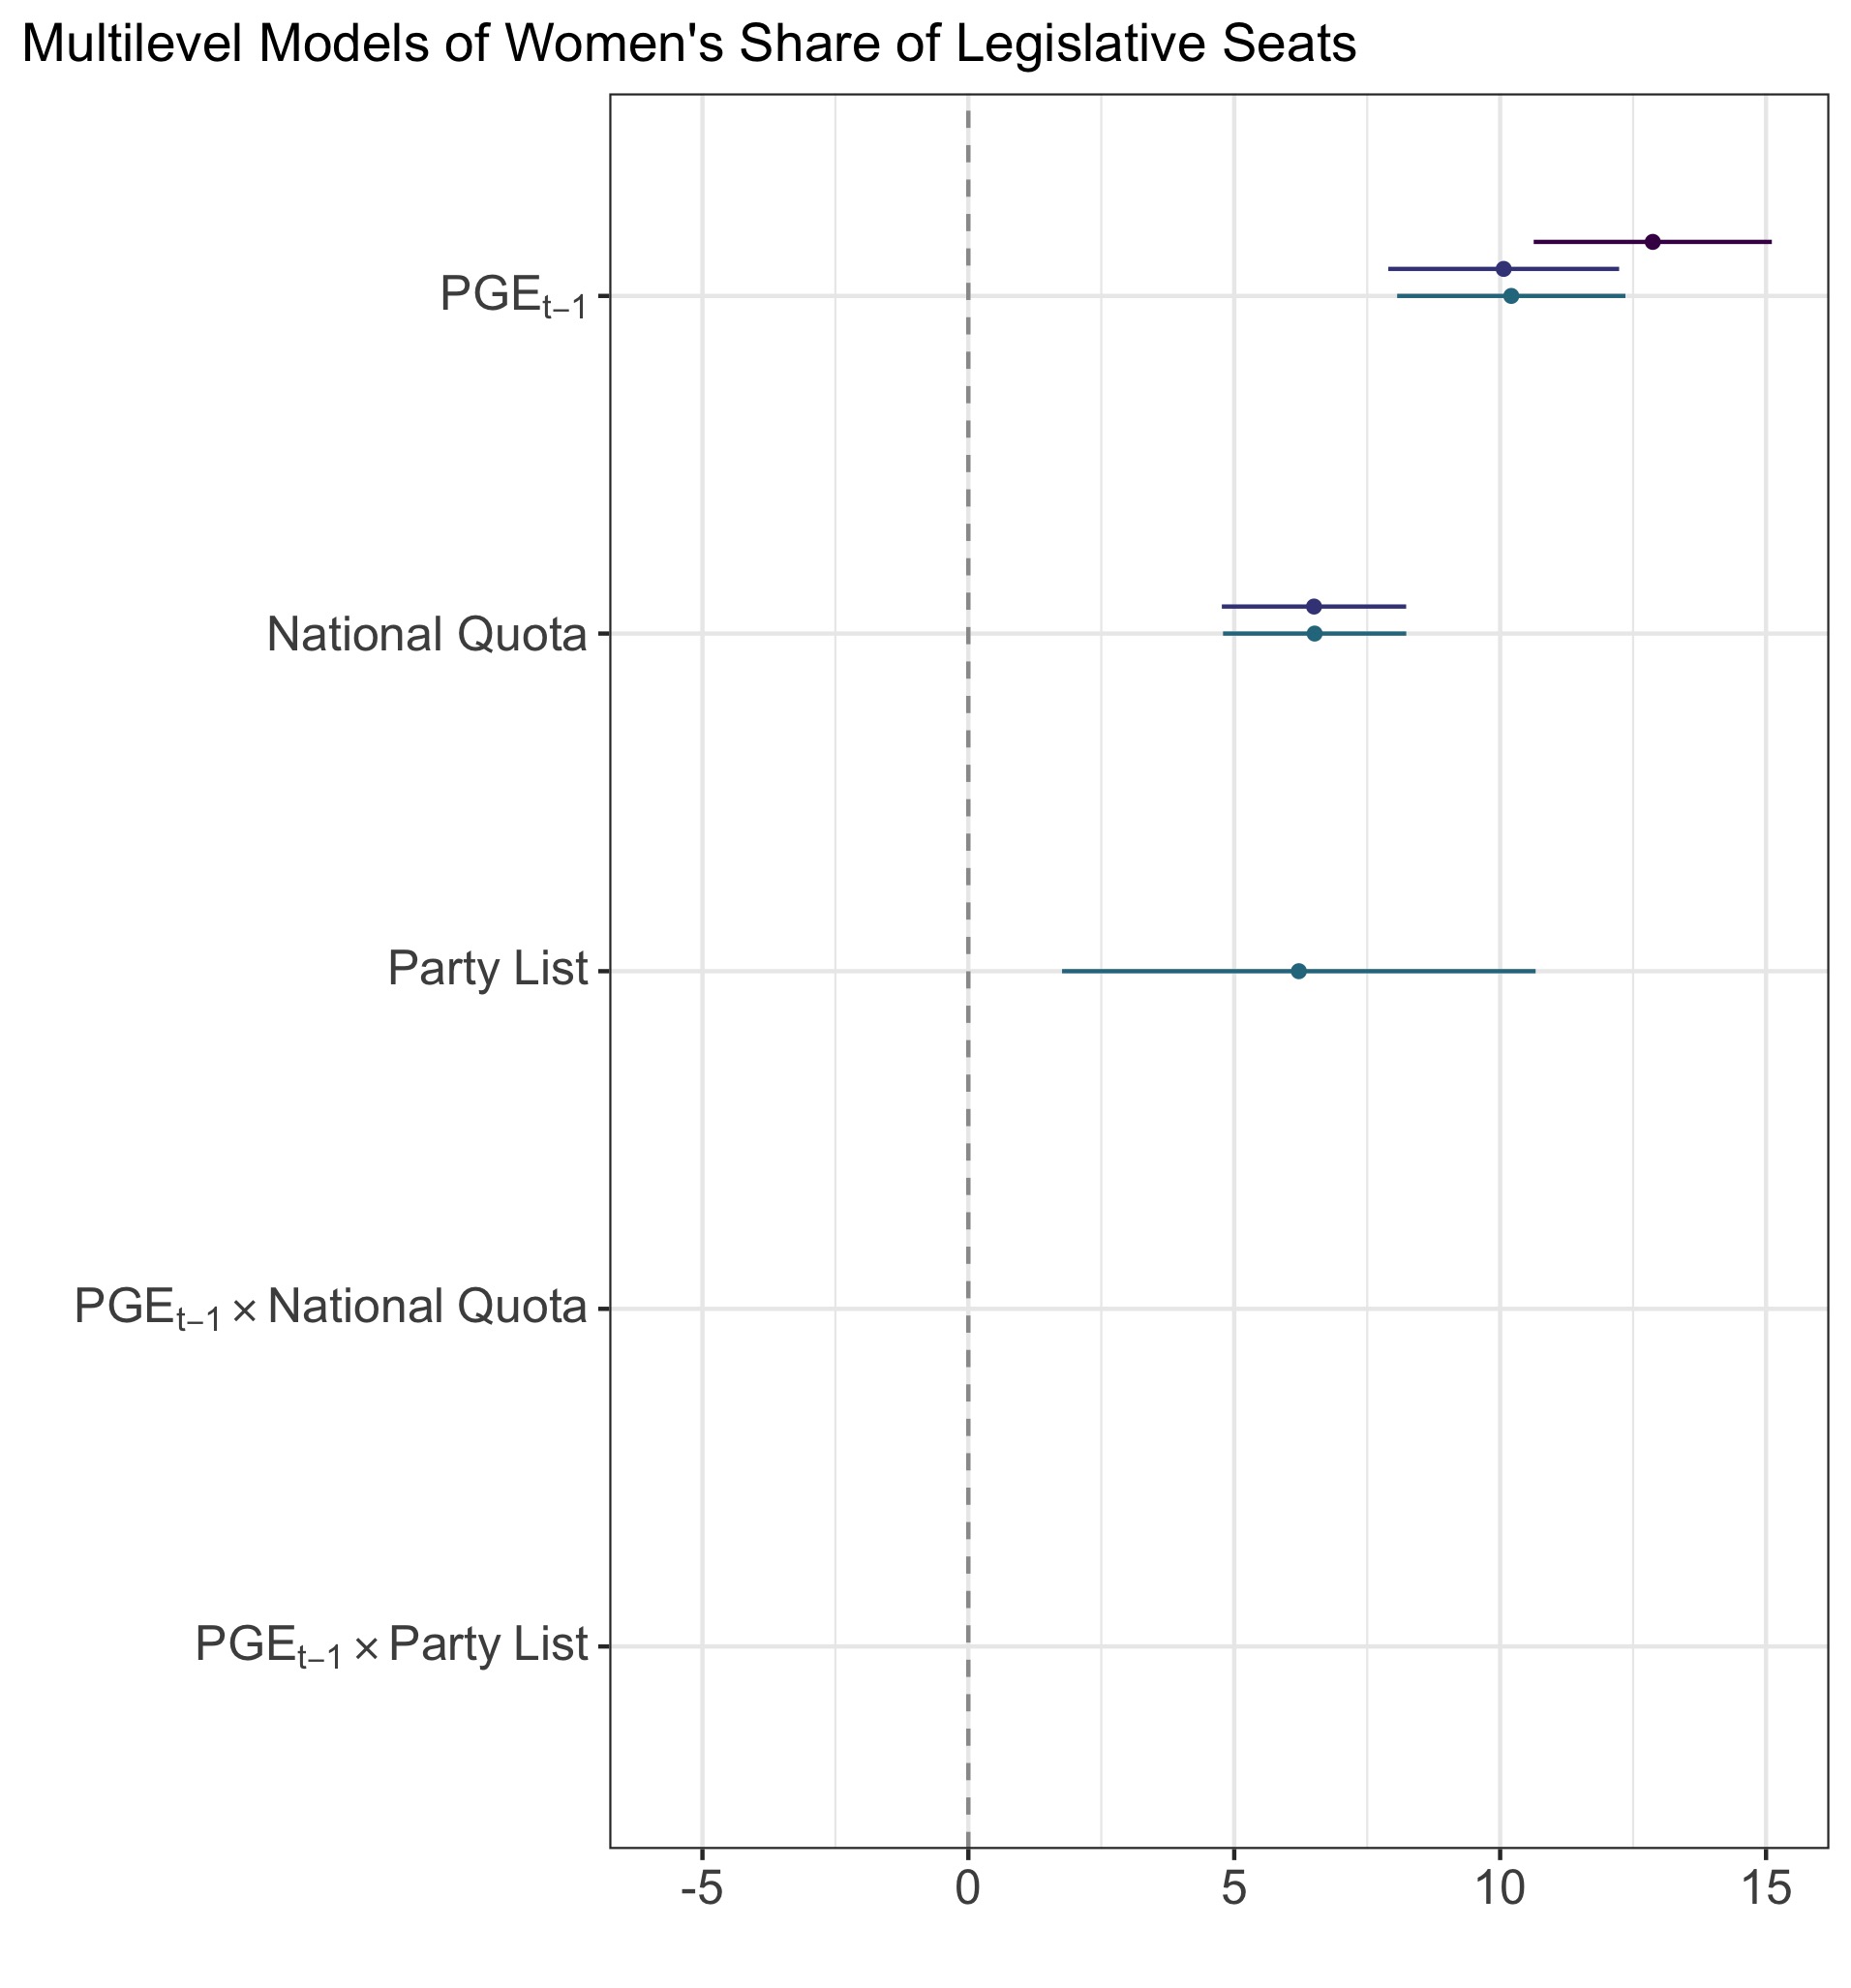 Multilevel Models of Women's Share of Legislative Seats
PGEt−1
National Quota
Party List
PGEt−1 × National Quota
PGEt−1 × Party List
-5 0 5 10 15